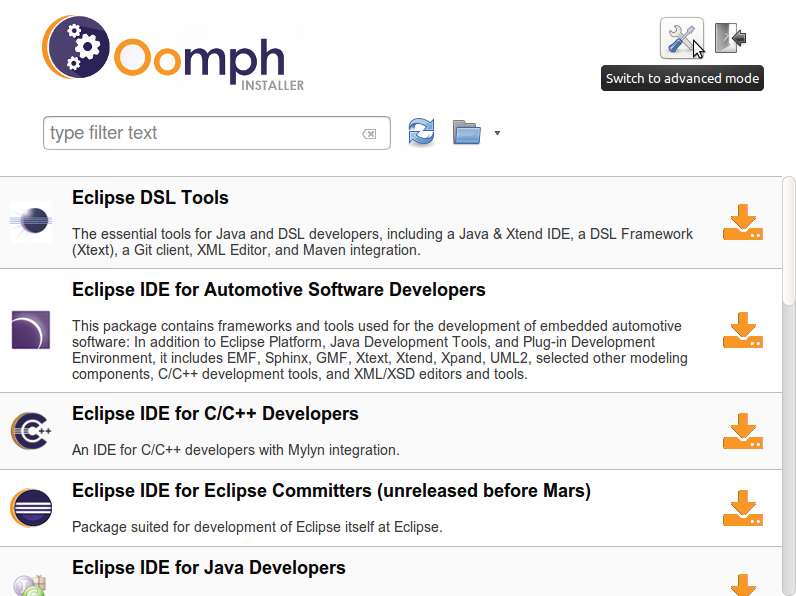 Oomph
INSTALLER
Switch to advanced mode
type filter text
Eclipse DSL Tools
The essential tools for Java and DSL developers, including a Java & Xtend IDE, a DSL Framework
(Xtext), a Git client, XML Editor, and Maven integration.
Eclipse IDE for Automotive Software Developers
This package contains frameworks and tools used for the development of embedded automotive
software: In addition to Eclipse Platform, Java Development Tools, and Plug-in Development
Environment, it includes EMF, Sphinx, GMF, Xtext, Xtend, Xpand, UML2, selected other modeling
components, C/C++ development tools, and XML/XSD editors and tools.
Eclipse IDE for C/C++ Developers
An IDE for C/C++ developers with Mylyn integration.
Eclipse IDE for Eclipse Committers (unreleased before Mars)
Package suited for development of Eclipse itself at Eclipse.
Eclipse IDE for Java Developers